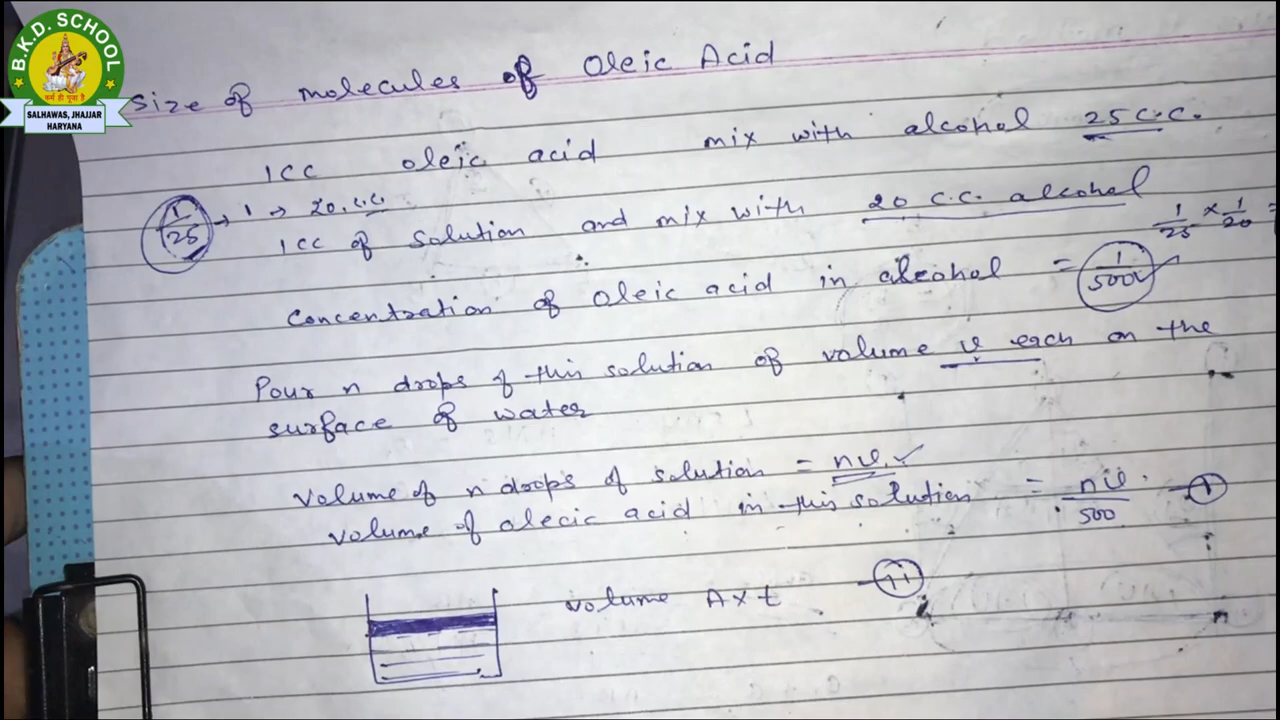 B.K.D. SCHOOL
कर्म ही पूजा है
SALHAWAS, JHAJJAR
HARYANA
size of molecules of Oleic Acid
1cc oleic acid mix with alcohol 25 C.C.
1/25 → 1 → 20.c.c
1cc of solution and mix with 20 C.C. alcohol
1/25 × 1/20 =
Concentration of oleic acid in alcohol = 1/500
Pour n drops of this solution of volume v each on the
surface of water
volume of n drops of solution = nv. ✓
volume of olecic acid in this solution = nv/500 - (i)
volume A x t - (ii)